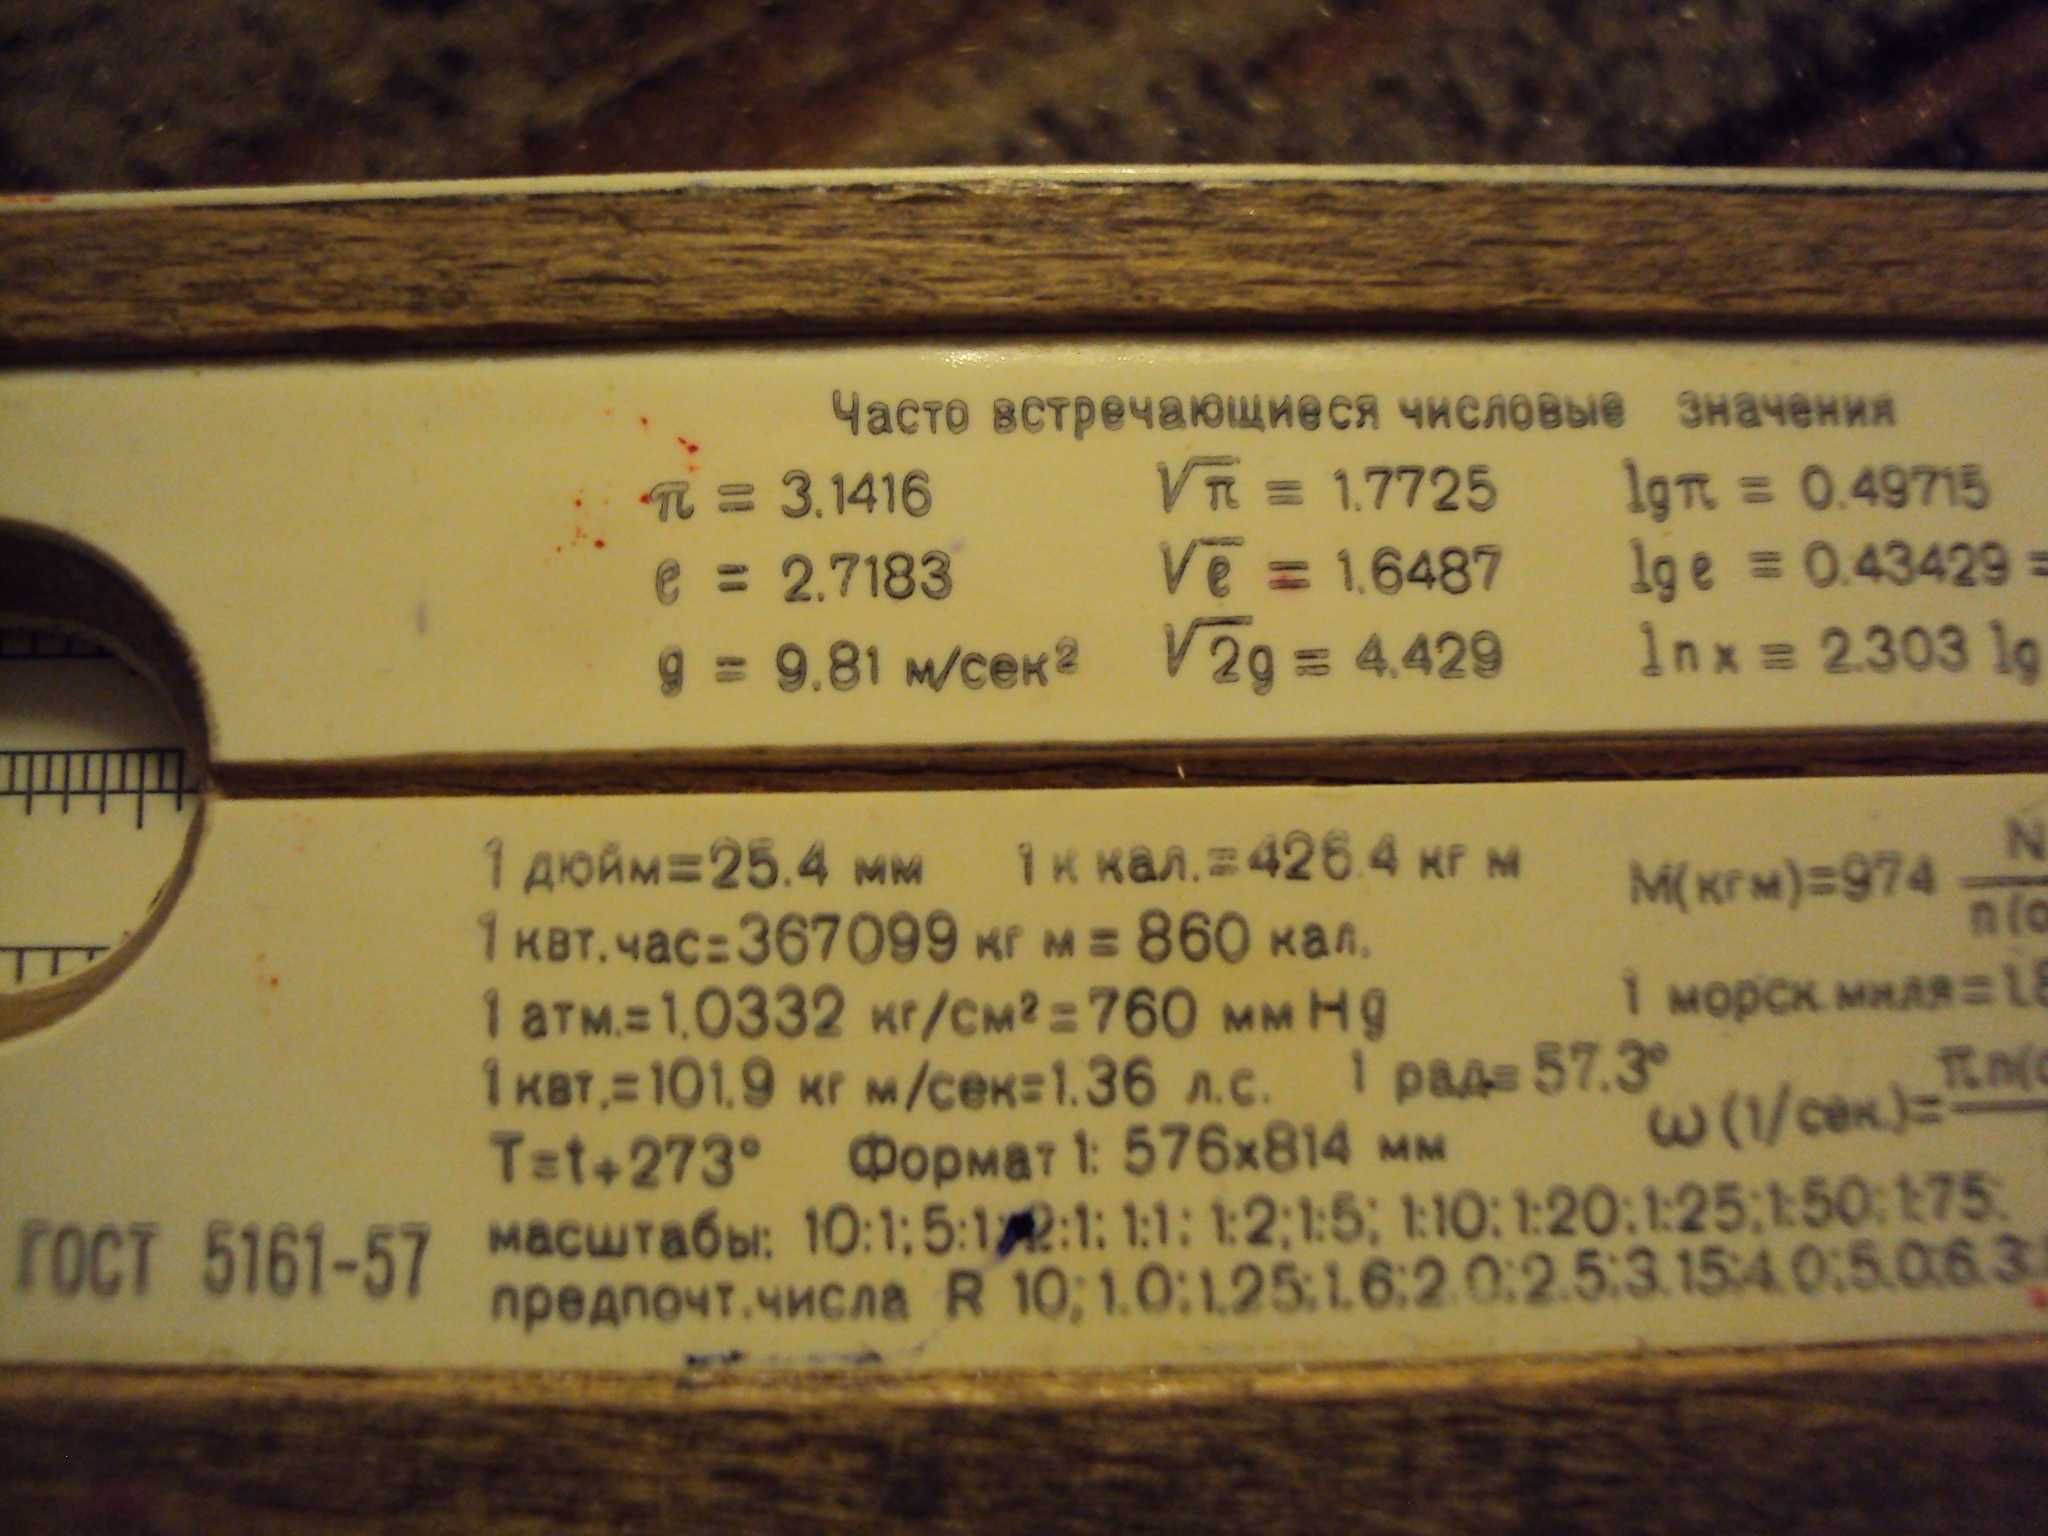 Часто встречающиеся числовые значения
π = 3.1416 √π = 1.7725 lg π = 0.49715
e = 2.7183 √e = 1.6487 lg e = 0.43429 =
g = 9.81 м/сек² √2g = 4.429 ln x = 2.303 lg
1 дюйм=25.4 мм 1 к кал.=426.4 кг м M(кгм)=974 N
1 квт.час=367099 кг м = 860 кал. n(о
1 атм.=1.0332 кг/см²=760 мм Hg 1 морск.миля=1.8
1 квт.=101.9 кг м/сек=1.36 л.с. 1 рад=57.3°
T=t+273° Формат 1: 576x814 мм ω(1/сек.)=πn(о
масштабы: 10:1; 5:1; 2:1; 1:1; 1:2; 1:5; 1:10; 1:20; 1:25; 1:50; 1:75;
ГОСТ 5161-57
предпочт.числа R 10; 1.0; 1.25; 1.6; 2.0; 2.5; 3.15; 4.0; 5.0; 6.3;